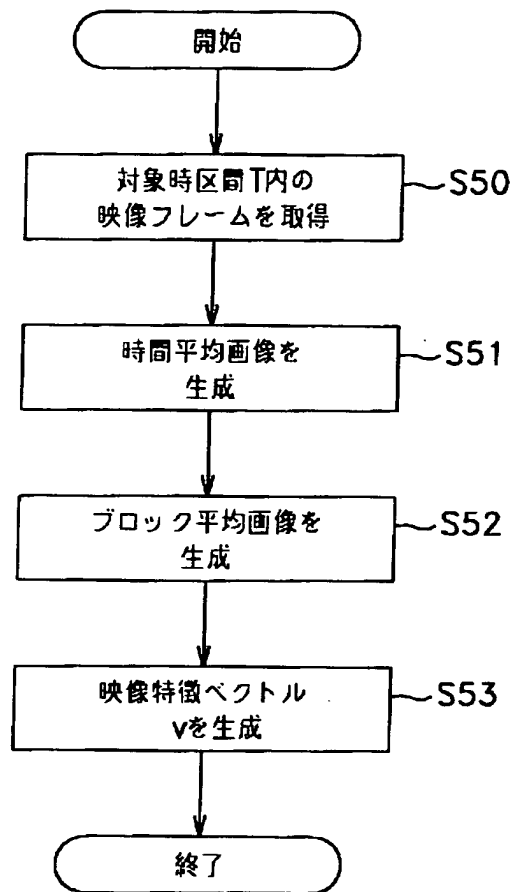 開始
対象時区間T内の
映像フレームを取得
S50
時間平均画像を
生成
S51
ブロック平均画像を
生成
S52
映像特徴ベクトル
vを生成
S53
終了